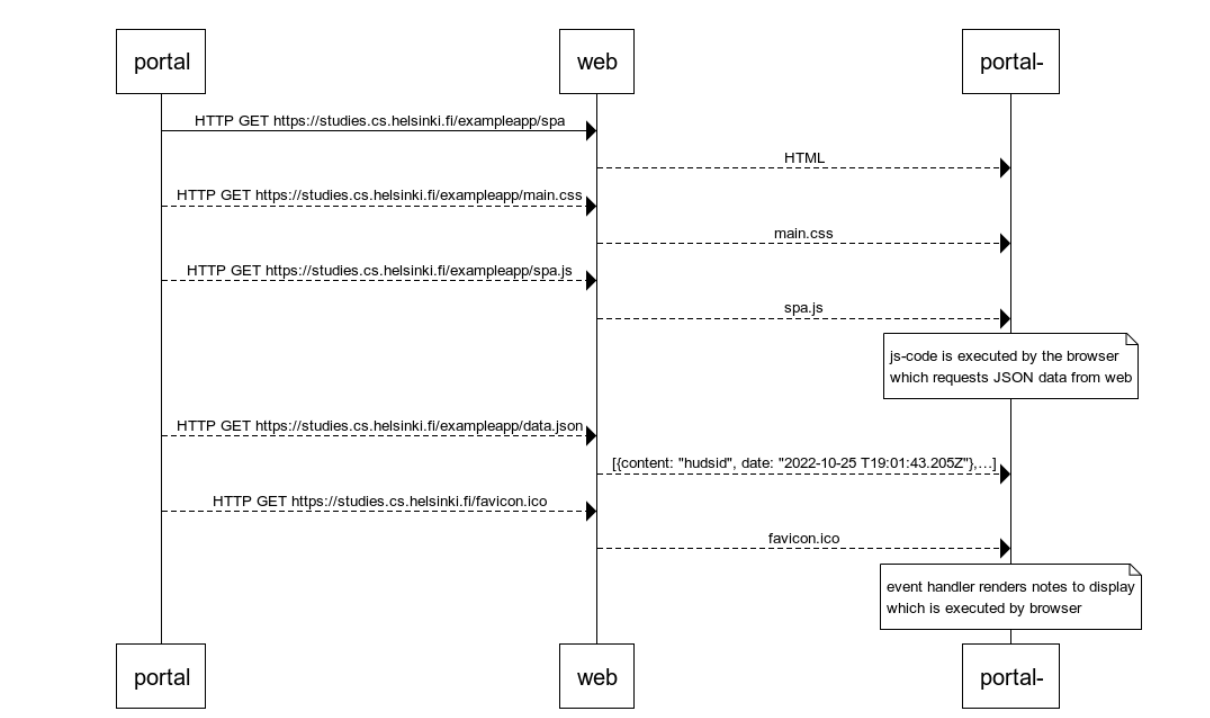 portal
web
portal-
HTTP GET https://studies.cs.helsinki.fi/exampleapp/spa
HTML
HTTP GET https://studies.cs.helsinki.fi/exampleapp/main.css
main.css
HTTP GET https://studies.cs.helsinki.fi/exampleapp/spa.js
spa.js
js-code is executed by the browser
which requests JSON data from web
HTTP GET https://studies.cs.helsinki.fi/exampleapp/data.json
[{content: "hudsid", date: "2022-10-25 T19:01:43.205Z"},...]
HTTP GET https://studies.cs.helsinki.fi/favicon.ico
favicon.ico
event handler renders notes to display
which is executed by browser
portal
web
portal-